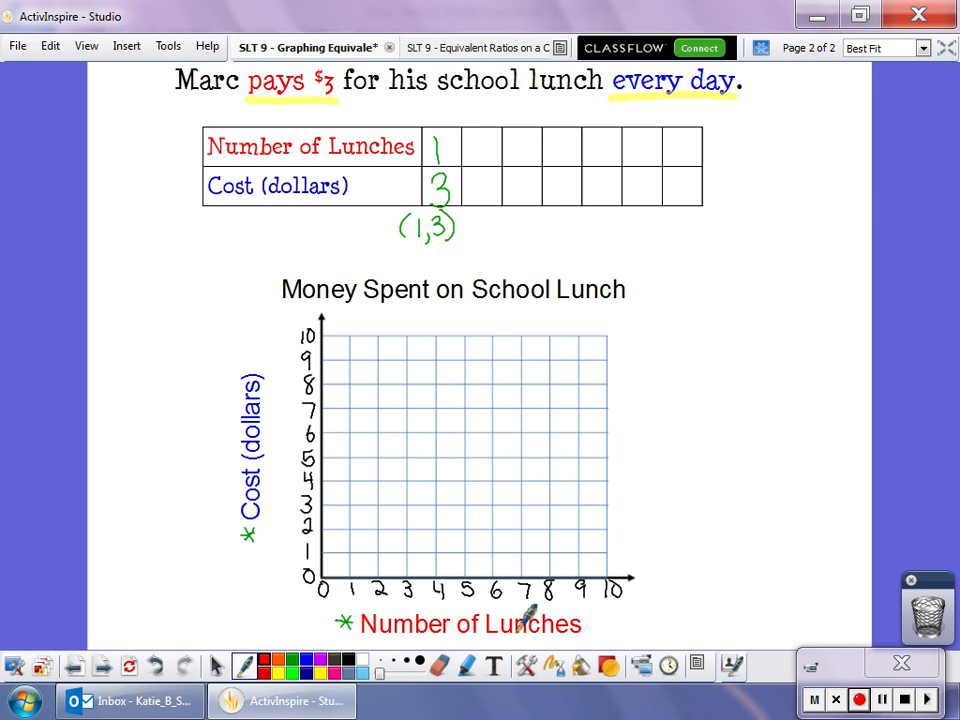 ActivInspire - Studio
File Edit View Insert Tools Help SLT 9 - Graphing Equivale* SLT 9 - Equivalent Ratios on a C CLASSFLOW Connect Page 2 of 2 Best Fit
Marc pays $3 for his school lunch every day.
Number of Lunches 1
Cost (dollars) 3
(1,3)
Money Spent on School Lunch
10
9
8
7
6
5
4
3
2
1
0
* Cost (dollars)
0 1 2 3 4 5 6 7 8 9 10
* Number of Lunches
T
M
Inbox - Katie_B_S...
ActivInspire - Stu...